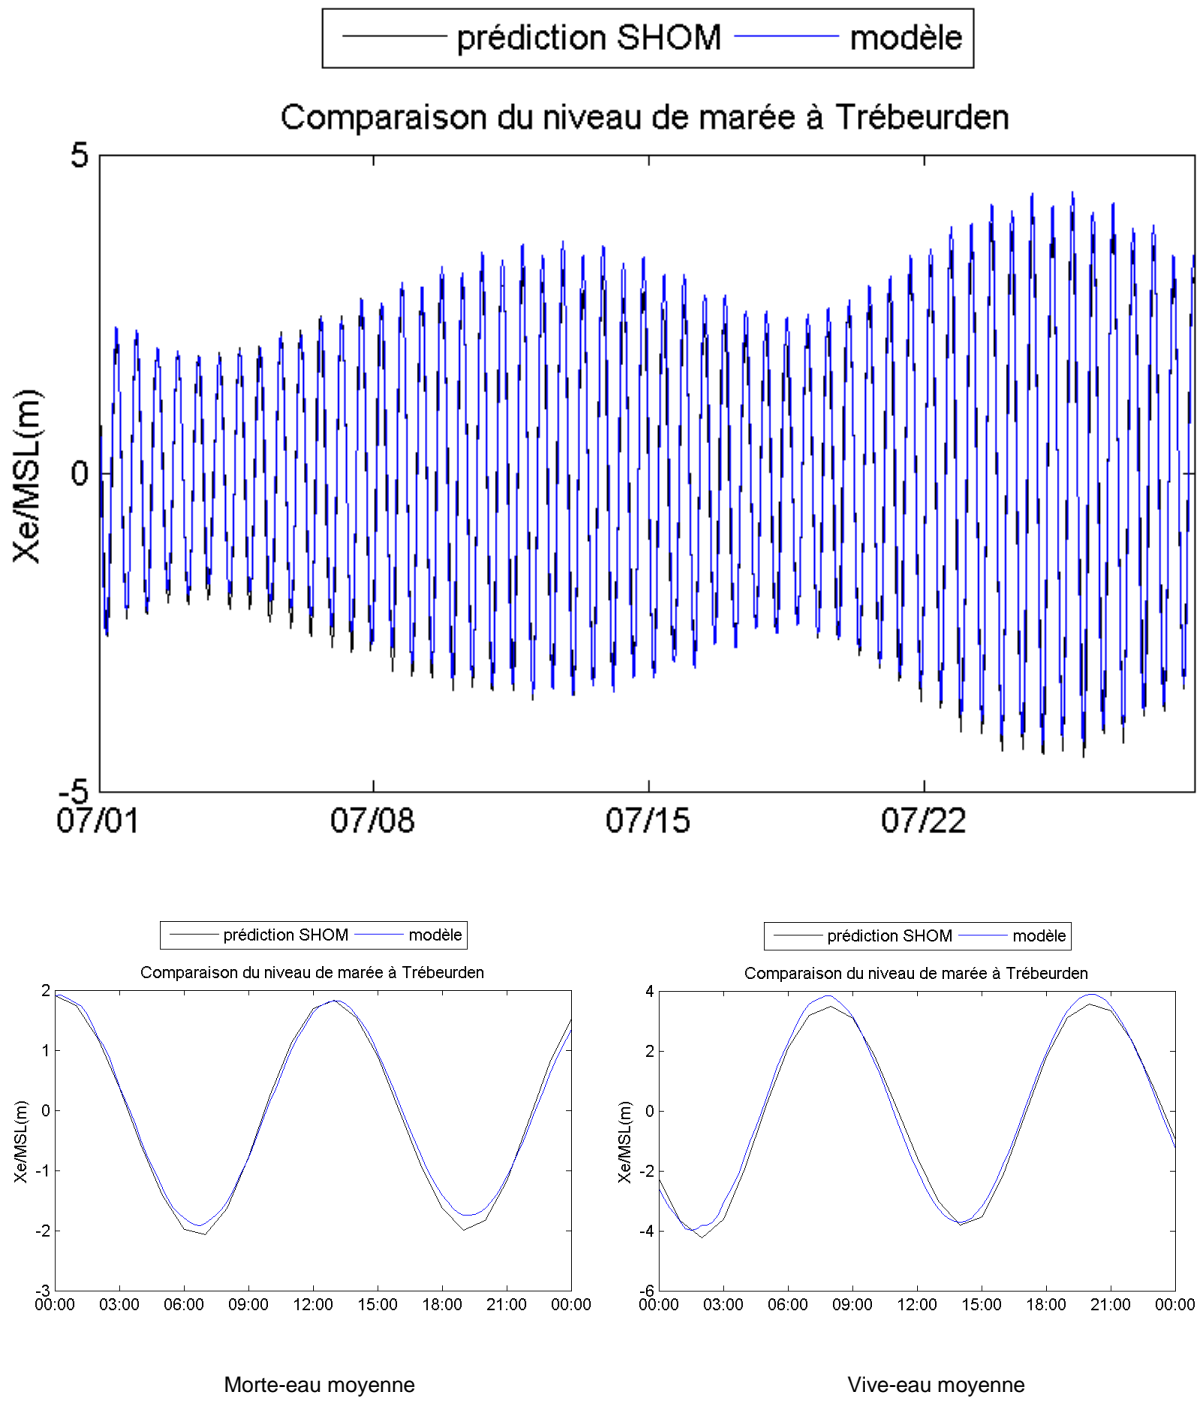 prédiction SHOM modèle
Comparaison du niveau de marée à Trébeurden
5
0
-5
Xe/MSL(m)
07/01 07/08 07/15 07/22
prédiction SHOM modèle
Comparaison du niveau de marée à Trébeurden
2
1
0
-1
-2
-3
Xe/MSL(m)
00:00 03:00 06:00 09:00 12:00 15:00 18:00 21:00 00:00
Morte-eau moyenne
prédiction SHOM modèle
Comparaison du niveau de marée à Trébeurden
4
2
0
-2
-4
-6
Xe/MSL(m)
00:00 03:00 06:00 09:00 12:00 15:00 18:00 21:00 00:00
Vive-eau moyenne